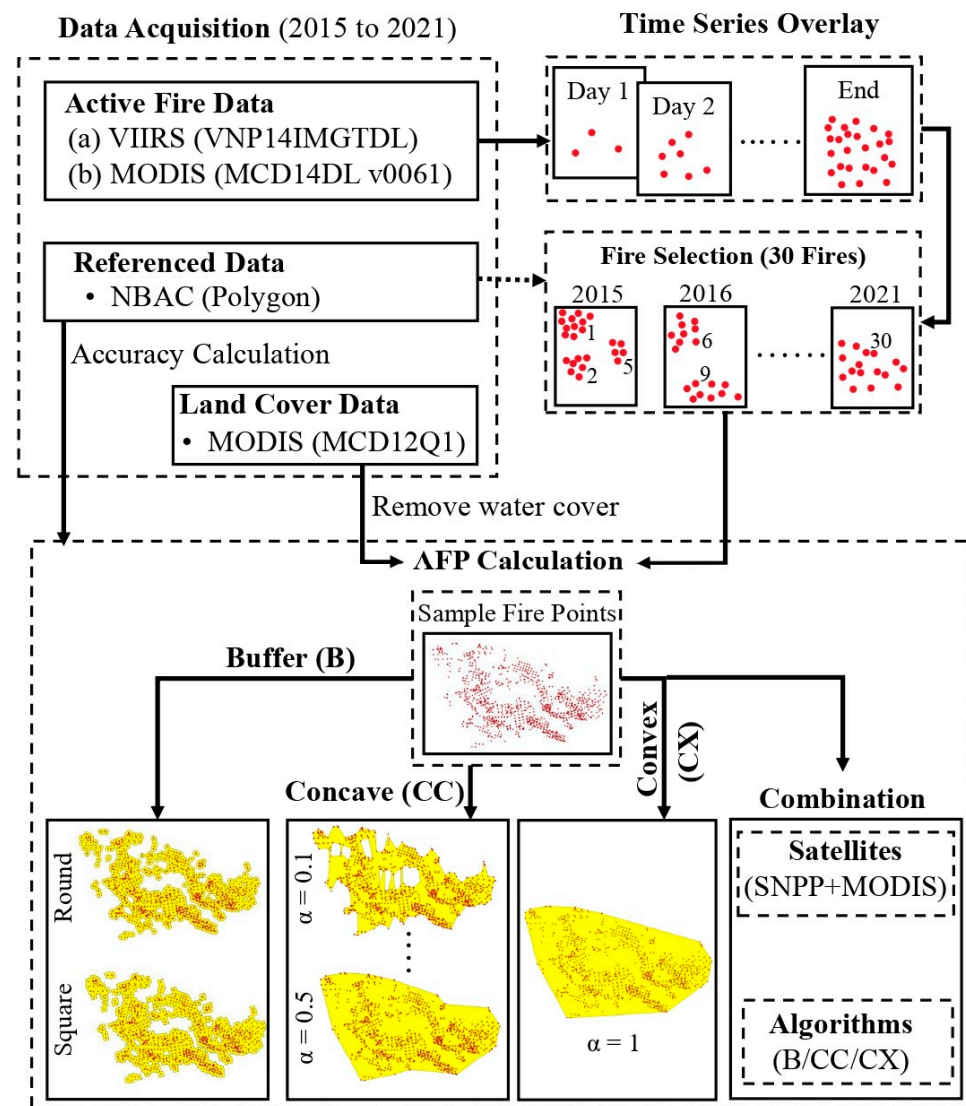 Data Acquisition (2015 to 2021)
Time Series Overlay
Active Fire Data
(a) VIIRS (VNP14IMGTDL)
(b) MODIS (MCD14DL v0061)
Day 1
Day 2
......
End
Referenced Data
• NBAC (Polygon)
Fire Selection (30 Fires)
2015
2016
2021
1
2
5
6
9
......
30
Accuracy Calculation
Land Cover Data
• MODIS (MCD12Q1)
Remove water cover
AFP Calculation
Sample Fire Points
Buffer (B)
Concave (CC)
Convex
(CX)
Combination
Round
Square
α = 0.1
.....
α = 0.5
α = 1
Satellites
(SNPP+MODIS)
Algorithms
(B/CC/CX)